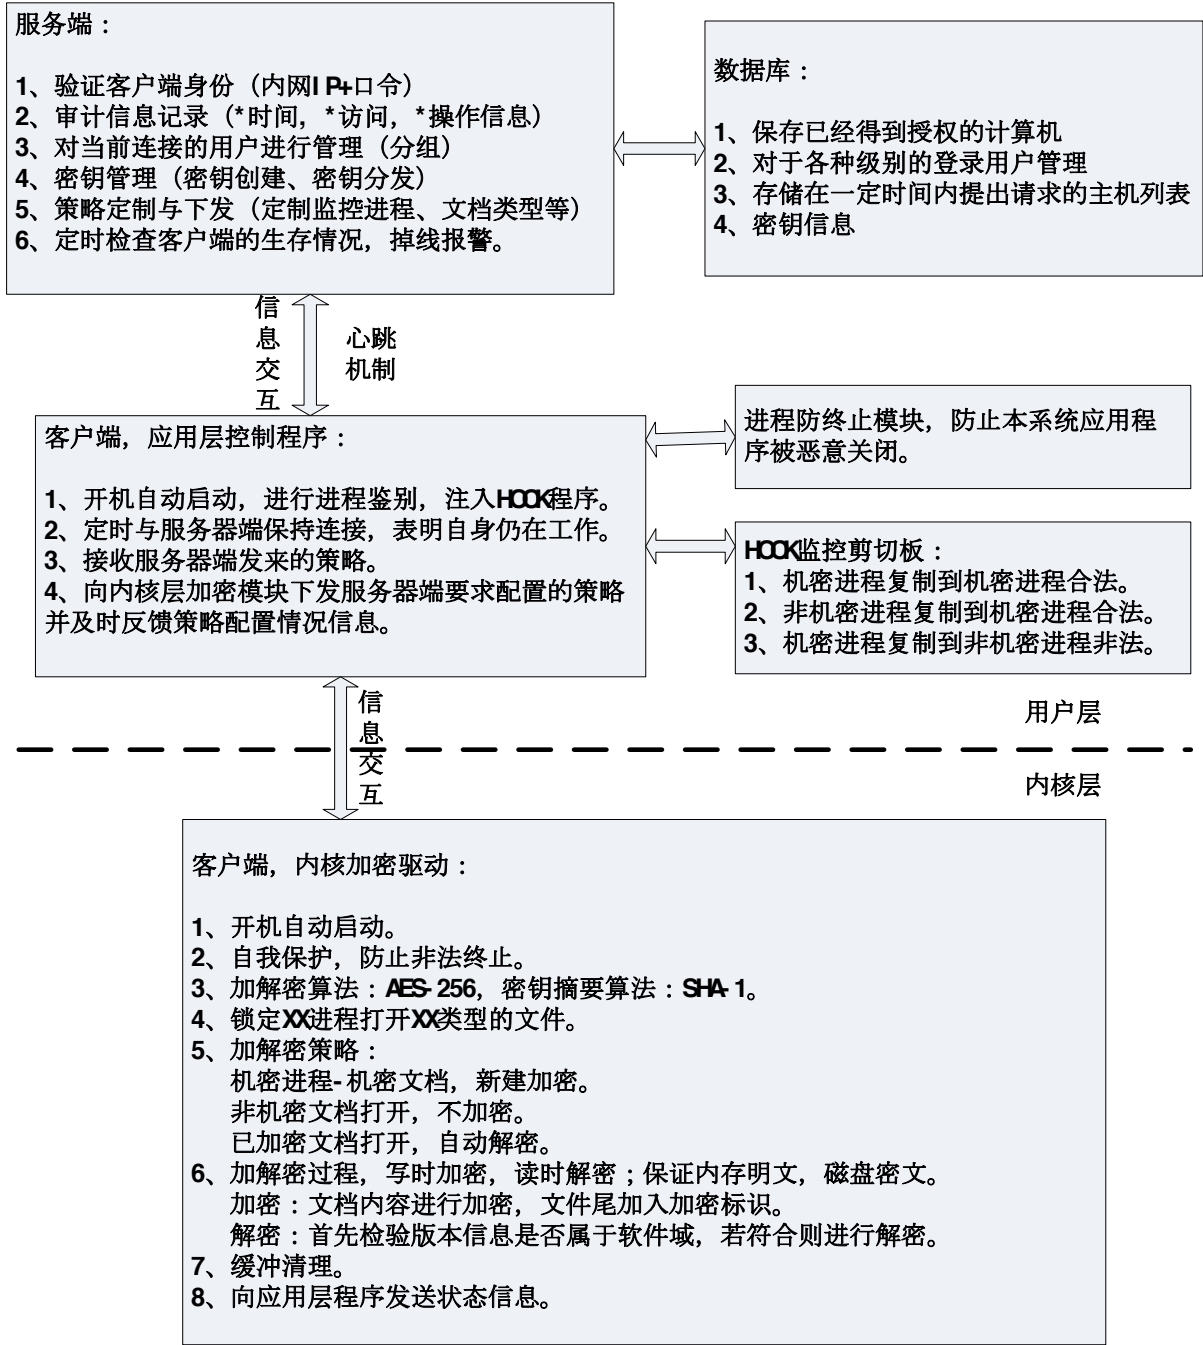 服务端：
1、验证客户端身份（内网IP+口令）
2、审计信息记录（*时间，*访问，*操作信息）
3、对当前连接的用户进行管理（分组）
4、密钥管理（密钥创建、密钥分发）
5、策略定制与下发（定制监控进程、文档类型等）
6、定时检查客户端的生存情况，掉线报警。
数据库：
1、保存已经得到授权的计算机
2、对于各种级别的登录用户管理
3、存储在一定时间内提出请求的主机列表
4、密钥信息
信息交互
心跳
机制
客户端，应用层控制程序：
1、开机自动启动，进行进程鉴别，注入HOOK程序。
2、定时与服务器端保持连接，表明自身仍在工作。
3、接收服务器端发来的策略。
4、向内核层加密模块下发服务器端要求配置的策略
并及时反馈策略配置情况信息。
进程防终止模块，防止本系统应用程
序被恶意关闭。
HOOK监控剪切板：
1、机密进程复制到机密进程合法。
2、非机密进程复制到机密进程合法。
3、机密进程复制到非机密进程非法。
信息交互
用户层
内核层
客户端，内核加密驱动：
1、开机自动启动。
2、自我保护，防止非法终止。
3、加解密算法：AES-256，密钥摘要算法：SHA-1。
4、锁定XX进程打开XX类型的文件。
5、加解密策略：
机密进程-机密文档，新建加密。
非机密文档打开，不加密。
已加密文档打开，自动解密。
6、加解密过程，写时加密，读时解密；保证内存明文，磁盘密文。
加密：文档内容进行加密，文件尾加入加密标识。
解密：首先检验版本信息是否属于软件域，若符合则进行解密。
7、缓冲清理。
8、向应用层程序发送状态信息。